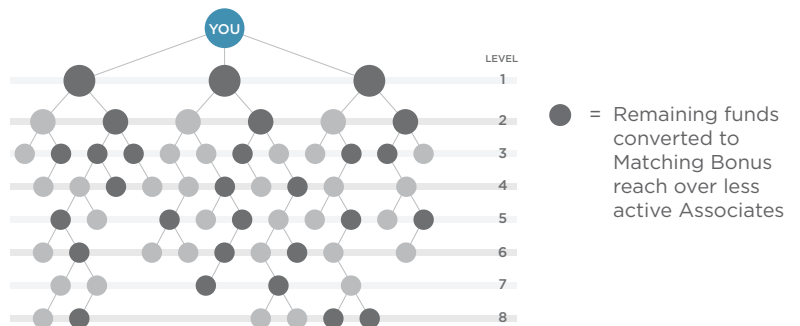 YOU
LEVEL
1
2
3
4
5
6
7
8
= Remaining funds
converted to
Matching Bonus
reach over less
active Associates